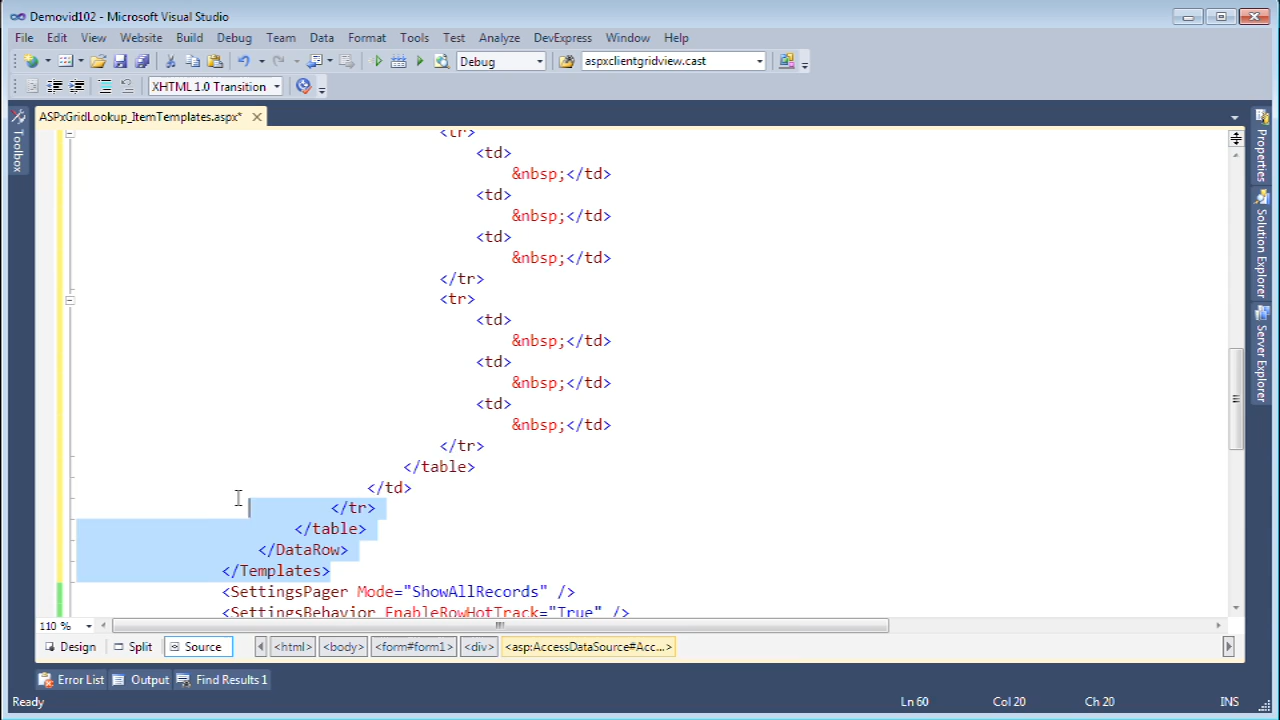 Demovid102 - Microsoft Visual Studio
File Edit View Website Build Debug Team Data Format Tools Test Analyze DevExpress Window Help
Debug aspxclientgridview.cast
XHTML 1.0 Transition
ASPxGridLookup_ItemTemplates.aspx*
Toolbox
Properties
Solution Explorer
Server Explorer
<tr>
<td>
&nbsp;</td>
<td>
&nbsp;</td>
<td>
&nbsp;</td>
</tr>
<tr>
<td>
&nbsp;</td>
<td>
&nbsp;</td>
<td>
&nbsp;</td>
</tr>
</table>
</td>
</tr>
</table>
</DataRow>
</Templates>
<SettingsPager Mode="ShowAllRecords" />
<SettingsBehavior EnableRowHotTrack="True" />
110 %
Design Split Source <html> <body> <form#form1> <div> <asp:AccessDataSource#Acc...>
Error List Output Find Results 1
Ready Ln 60 Col 20 Ch 20 INS